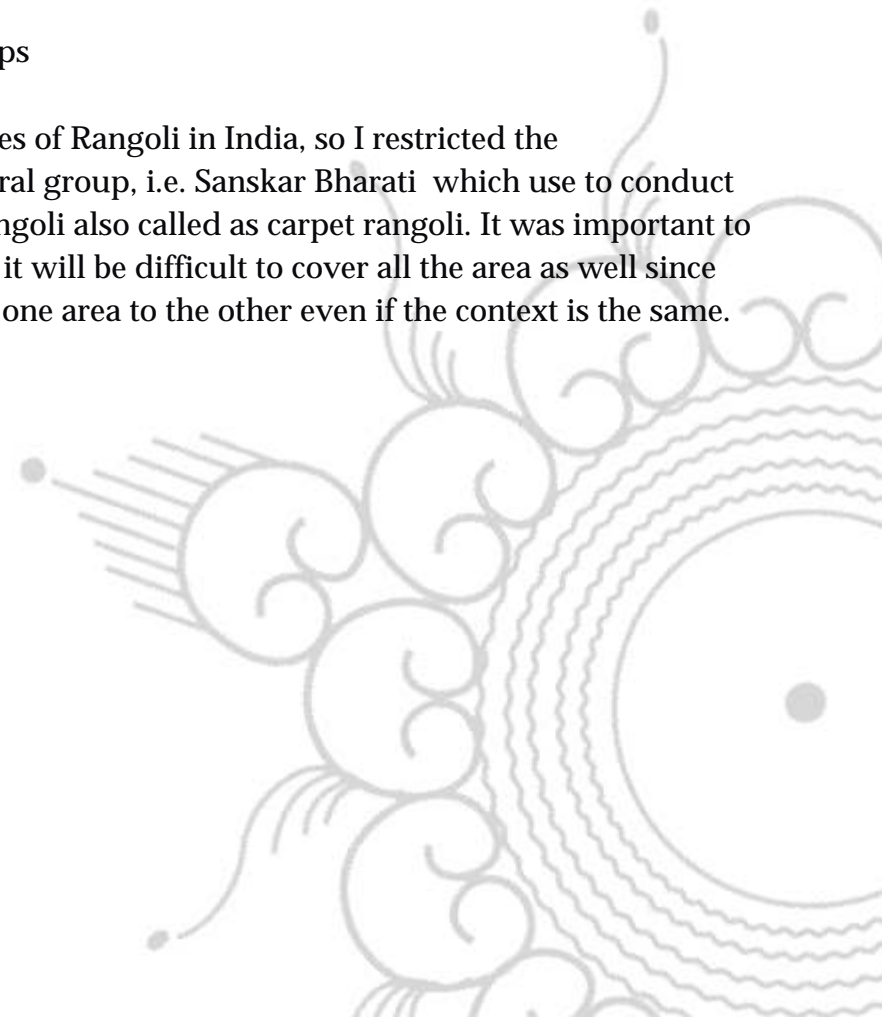 ps
es of Rangoli in India, so I restricted the
ral group, i.e. Sanskar Bharati which use to conduct
ngoli also called as carpet rangoli. It was important to
it will be difficult to cover all the area as well since
one area to the other even if the context is the same.